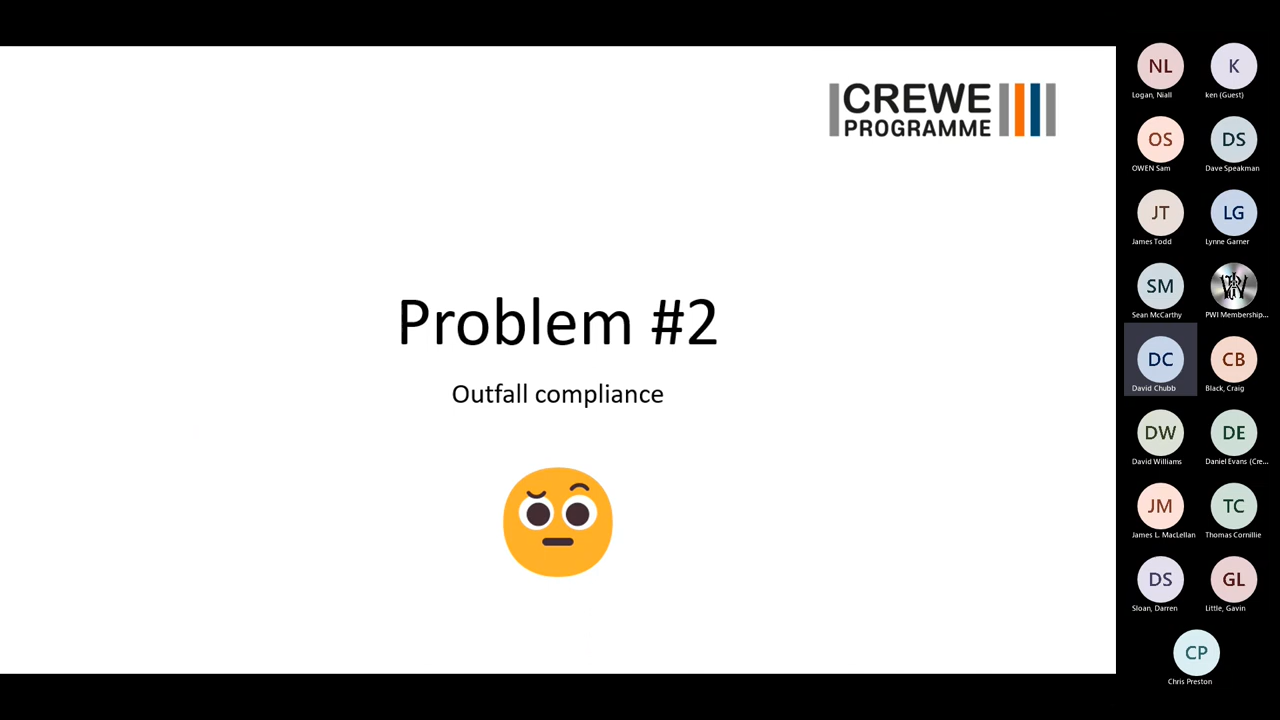 CREWE
PROGRAMME
Problem #2
Outfall compliance
NL
Logan, Niall
K
ken (Guest)
OS
OWEN Sam
DS
Dave Speakman
JT
James Todd
LG
Lynne Garner
SM
Sean McCarthy
PWI Membership...
DC
David Chubb
CB
Black, Craig
DW
David Williams
DE
Daniel Evans (Cre...
JM
James L. MacLellan
TC
Thomas Cornillie
DS
Sloan, Darren
GL
Little, Gavin
CP
Chris Preston